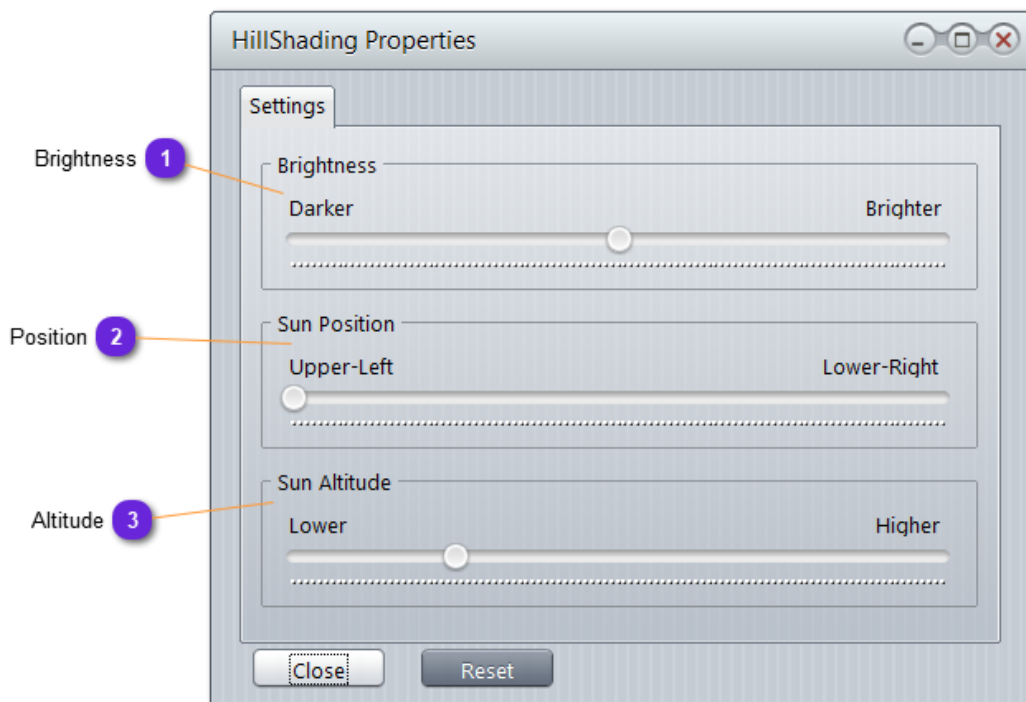 HillShading Properties
Settings
Brightness 1
Brightness
Darker Brighter
Position 2
Sun Position
Upper-Left Lower-Right
Altitude 3
Sun Altitude
Lower Higher
Close Reset